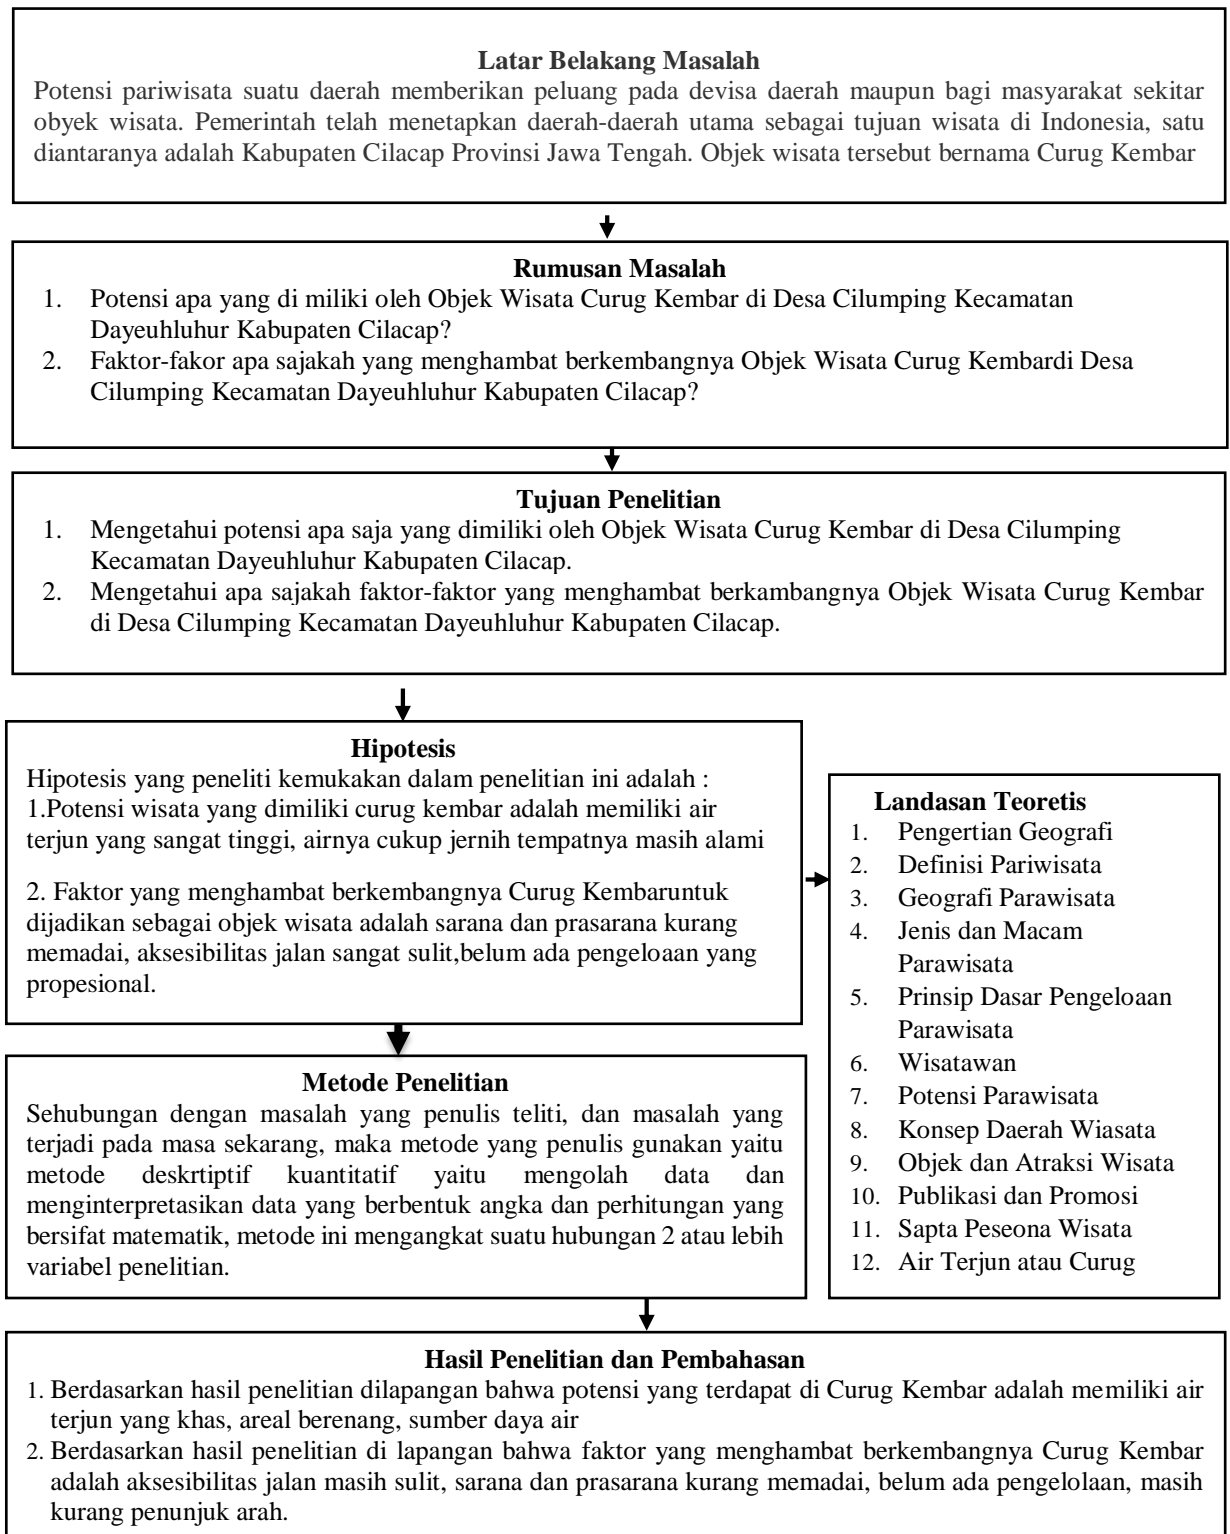 Latar Belakang Masalah
Potensi pariwisata suatu daerah memberikan peluang pada devisa daerah maupun bagi masyarakat sekitar
obyek wisata. Pemerintah telah menetapkan daerah-daerah utama sebagai tujuan wisata di Indonesia, satu
diantaranya adalah Kabupaten Cilacap Provinsi Jawa Tengah. Objek wisata tersebut bernama Curug Kembar
Rumusan Masalah
1. Potensi apa yang di miliki oleh Objek Wisata Curug Kembar di Desa Cilumping Kecamatan
Dayeuhluhur Kabupaten Cilacap?
2. Faktor-fakor apa sajakah yang menghambat berkembangnya Objek Wisata Curug Kembardi Desa
Cilumping Kecamatan Dayeuhluhur Kabupaten Cilacap?
Tujuan Penelitian
1. Mengetahui potensi apa saja yang dimiliki oleh Objek Wisata Curug Kembar di Desa Cilumping
Kecamatan Dayeuhluhur Kabupaten Cilacap.
2. Mengetahui apa sajakah faktor-faktor yang menghambat berkambangnya Objek Wisata Curug Kembar
di Desa Cilumping Kecamatan Dayeuhluhur Kabupaten Cilacap.
Hipotesis
Hipotesis yang peneliti kemukakan dalam penelitian ini adalah :
1.Potensi wisata yang dimiliki curug kembar adalah memiliki air
terjun yang sangat tinggi, airnya cukup jernih tempatnya masih alami
2. Faktor yang menghambat berkembangnya Curug Kembaruntuk
dijadikan sebagai objek wisata adalah sarana dan prasarana kurang
memadai, aksesibilitas jalan sangat sulit,belum ada pengeloaan yang
propesional.
Landasan Teoretis
1. Pengertian Geografi
2. Definisi Pariwisata
3. Geografi Parawisata
4. Jenis dan Macam
Parawisata
5. Prinsip Dasar Pengeloaan
Parawisata
6. Wisatawan
7. Potensi Parawisata
8. Konsep Daerah Wiasata
9. Objek dan Atraksi Wisata
10. Publikasi dan Promosi
11. Sapta Peseona Wisata
12. Air Terjun atau Curug
Metode Penelitian
Sehubungan dengan masalah yang penulis teliti, dan masalah yang
terjadi pada masa sekarang, maka metode yang penulis gunakan yaitu
metode deskrtiptif kuantitatif yaitu mengolah data dan
menginterpretasikan data yang berbentuk angka dan perhitungan yang
bersifat matematik, metode ini mengangkat suatu hubungan 2 atau lebih
variabel penelitian.
Hasil Penelitian dan Pembahasan
1. Berdasarkan hasil penelitian dilapangan bahwa potensi yang terdapat di Curug Kembar adalah memiliki air
terjun yang khas, areal berenang, sumber daya air
2. Berdasarkan hasil penelitian di lapangan bahwa faktor yang menghambat berkembangnya Curug Kembar
adalah aksesibilitas jalan masih sulit, sarana dan prasarana kurang memadai, belum ada pengelolaan, masih
kurang penunjuk arah.